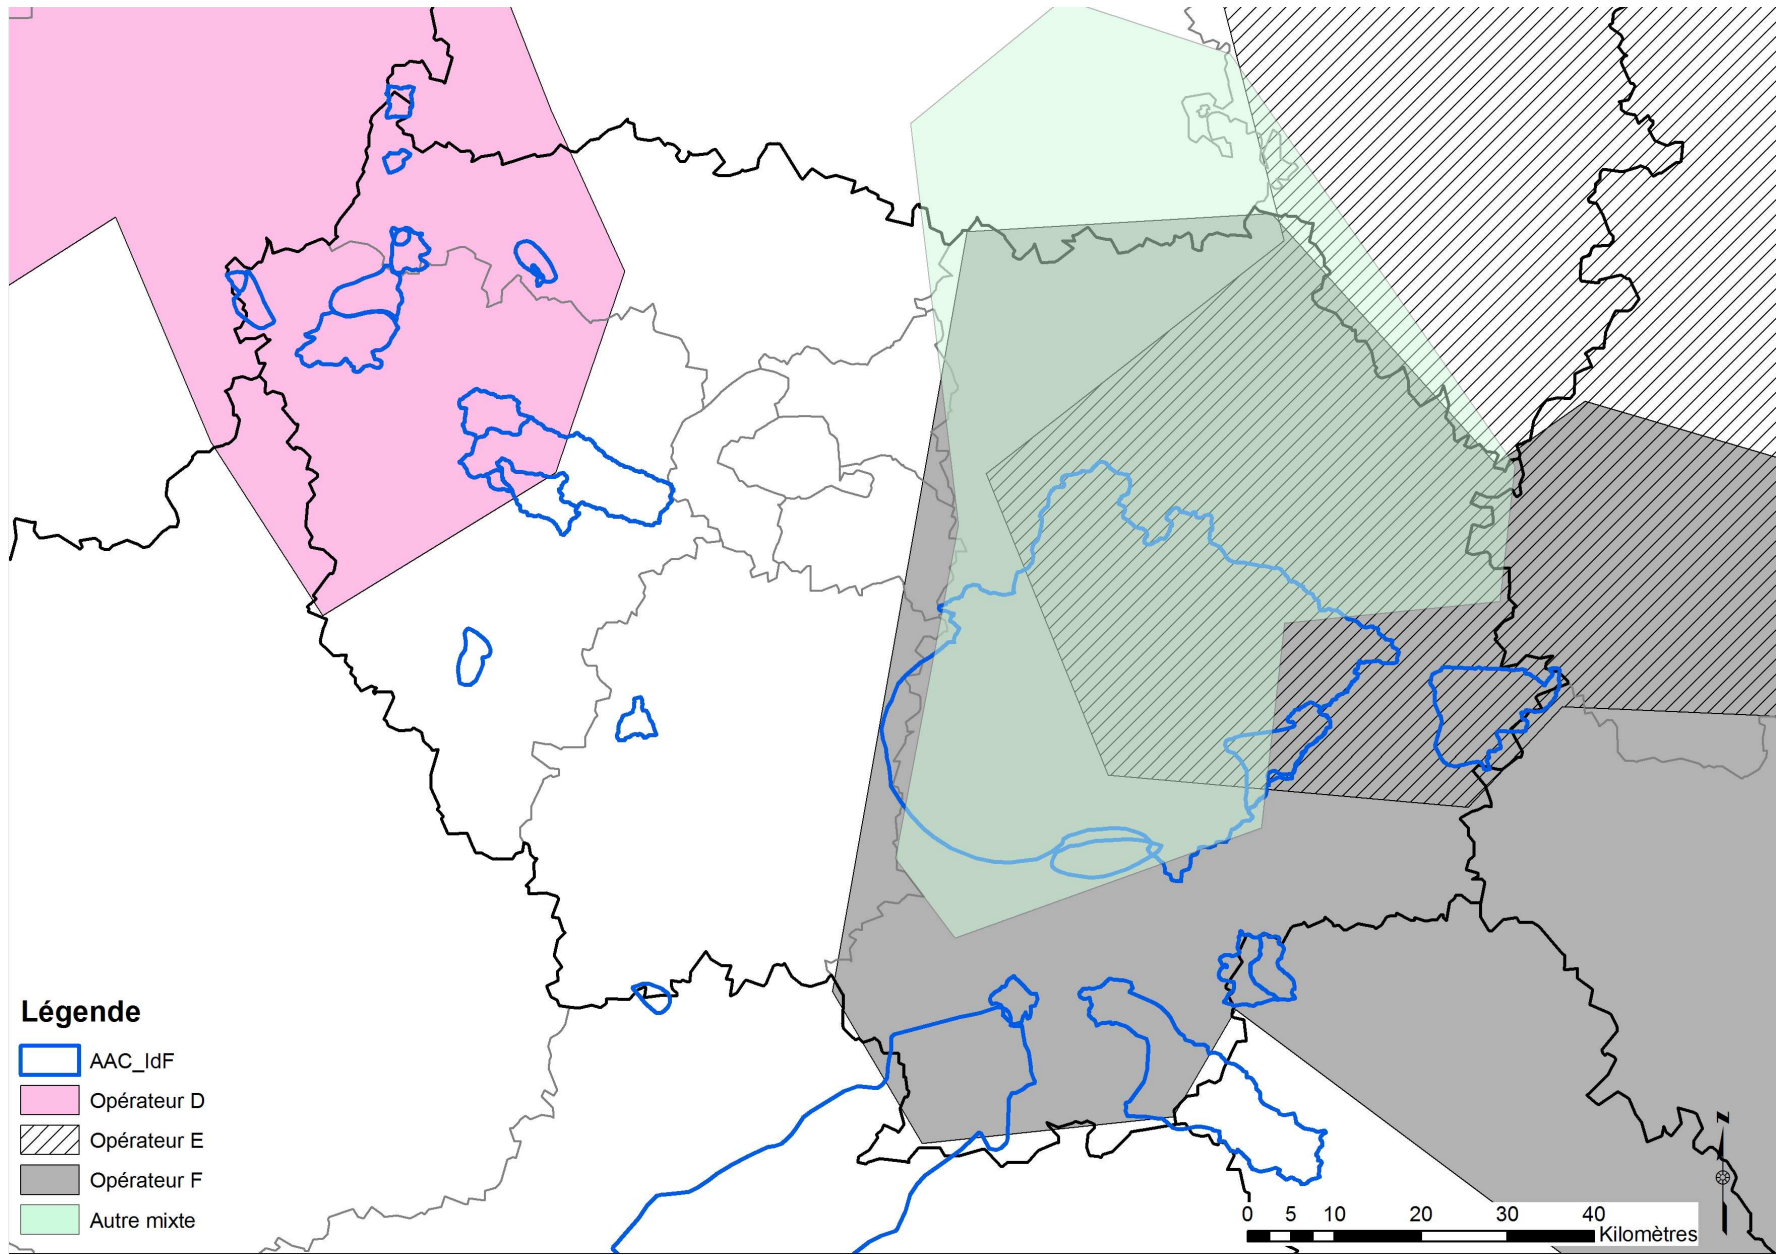 Légende
AAC_IdF
Opérateur D
Opérateur E
Opérateur F
Autre mixte
N
0 5 10 20 30 40
Kilomètres